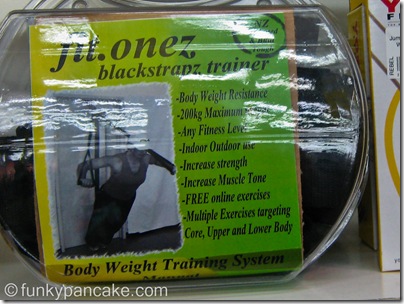 fit.onez
blackstrapz trainer
NZ
-Body Weight Resistance
-200kg Maximum
-Any Fitness Level
-Indoor Outdoor use
-Increase strength
-Increase Muscle Tone
-FREE online exercises
-Multiple Exercises targeting
Core, Upper and Lower Body
Body Weight Training System
©funkypancake.com